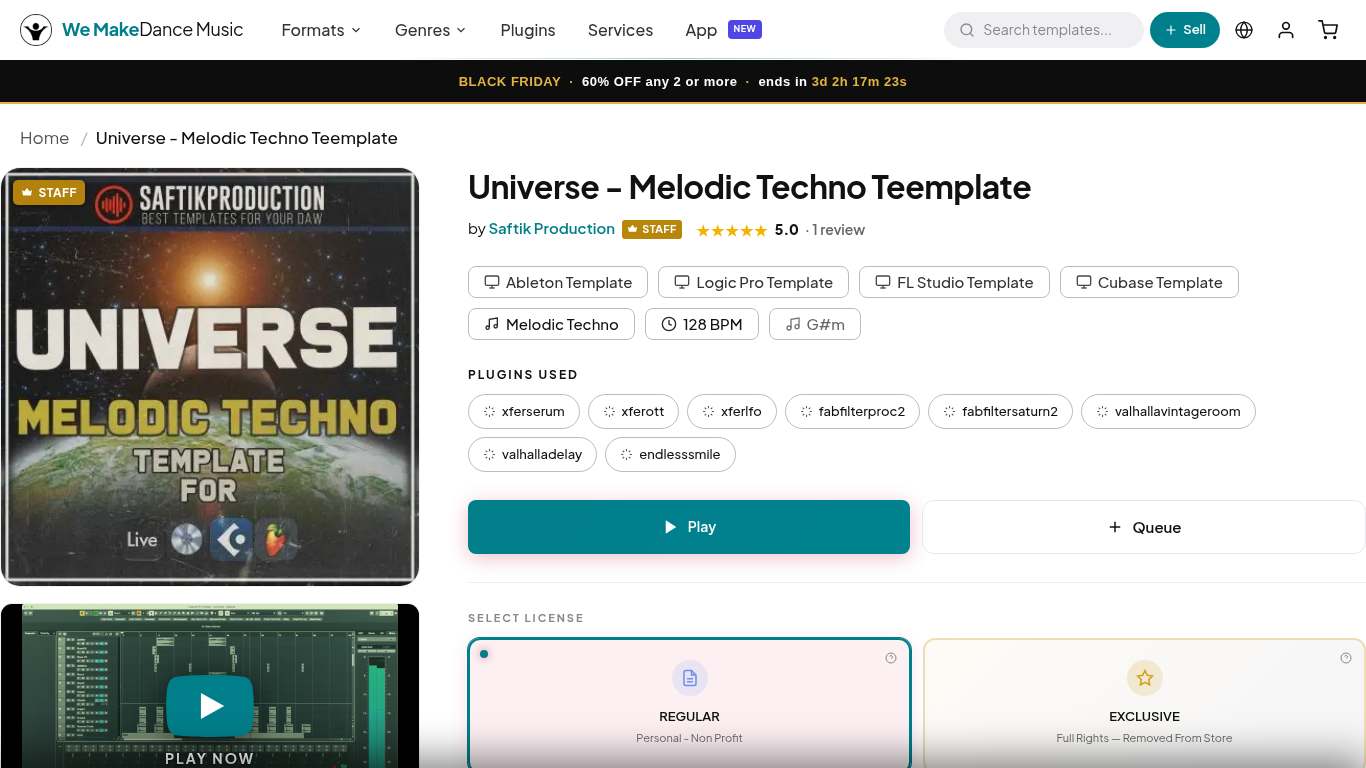 We MakeDance Music Formats Genres Plugins Services App NEW Search templates... Sell
BLACK FRIDAY · 60% OFF any 2 or more · ends in 3d 2h 17m 23s
Home / Universe - Melodic Techno Teemplate
STAFF
SAFTIKPRODUCTION
BEST TEMPLATES FOR YOUR DAW
UNIVERSE
MELODIC TECHNO
TEMPLATE
FOR
Live
PLAY NOW
Universe – Melodic Techno Teemplate
by Saftik Production STAFF ★★★★★ 5.0 · 1 review
Ableton Template Logic Pro Template FL Studio Template Cubase Template
Melodic Techno 128 BPM G#m
PLUGINS USED
xferserum xferott xferlfo fabfilterproc2 fabfiltersaturn2 valhallavintageroom
valhalladelay endlesssmile
Play + Queue
SELECT LICENSE
REGULAR
Personal - Non Profit
EXCLUSIVE
Full Rights — Removed From Store